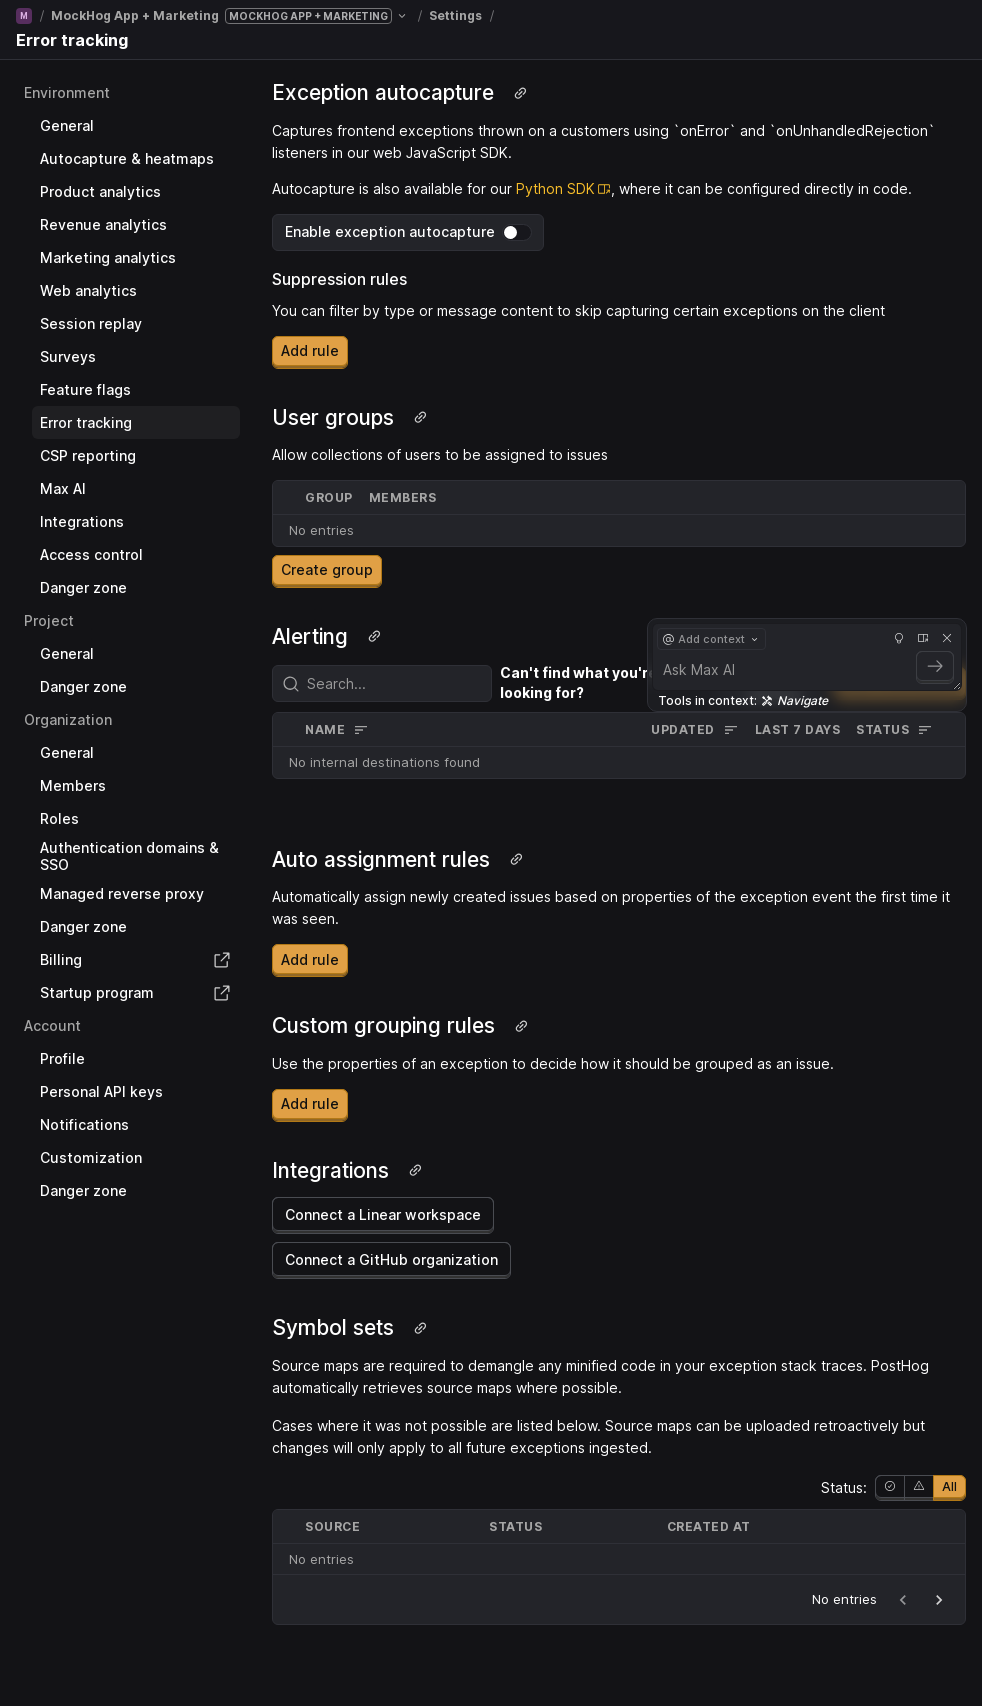 M / MockHog App + Marketing MOCKHOG APP + MARKETING / Settings /
Error tracking
Environment
General
Autocapture & heatmaps
Product analytics
Revenue analytics
Marketing analytics
Web analytics
Session replay
Surveys
Feature flags
Error tracking
CSP reporting
Max AI
Integrations
Access control
Danger zone
Project
General
Danger zone
Organization
General
Members
Roles
Authentication domains &
SSO
Managed reverse proxy
Danger zone
Billing
Startup program
Account
Profile
Personal API keys
Notifications
Customization
Danger zone
Exception autocapture
Captures frontend exceptions thrown on a customers using `onError` and `onUnhandledRejection`
listeners in our web JavaScript SDK.
Autocapture is also available for our Python SDK, where it can be configured directly in code.
Enable exception autocapture
Suppression rules
You can filter by type or message content to skip capturing certain exceptions on the client
Add rule
User groups
Allow collections of users to be assigned to issues
GROUP MEMBERS
No entries
Create group
Alerting
Search...
Can't find what you're
looking for?
@ Add context
Ask Max AI
Tools in context: Navigate
NAME UPDATED LAST 7 DAYS STATUS
No internal destinations found
Auto assignment rules
Automatically assign newly created issues based on properties of the exception event the first time it
was seen.
Add rule
Custom grouping rules
Use the properties of an exception to decide how it should be grouped as an issue.
Add rule
Integrations
Connect a Linear workspace
Connect a GitHub organization
Symbol sets
Source maps are required to demangle any minified code in your exception stack traces. PostHog
automatically retrieves source maps where possible.
Cases where it was not possible are listed below. Source maps can be uploaded retroactively but
changes will only apply to all future exceptions ingested.
Status: All
SOURCE STATUS CREATED AT
No entries
No entries